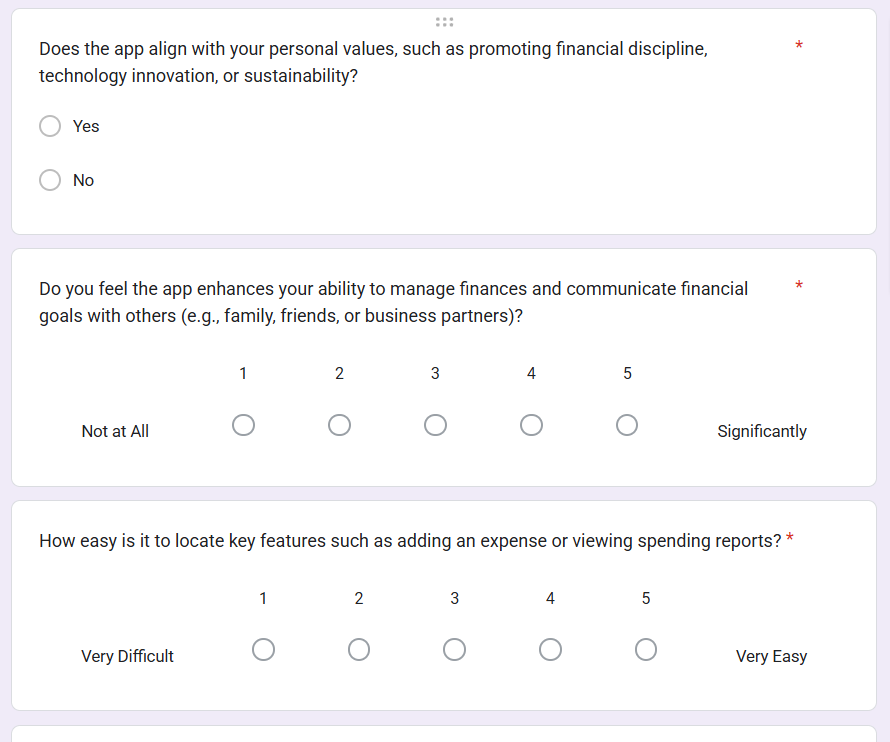 Does the app align with your personal values, such as promoting financial discipline, *
technology innovation, or sustainability?
Yes
No
Do you feel the app enhances your ability to manage finances and communicate financial *
goals with others (e.g., family, friends, or business partners)?
1 2 3 4 5
Not at All Significantly
How easy is it to locate key features such as adding an expense or viewing spending reports? *
1 2 3 4 5
Very Difficult Very Easy